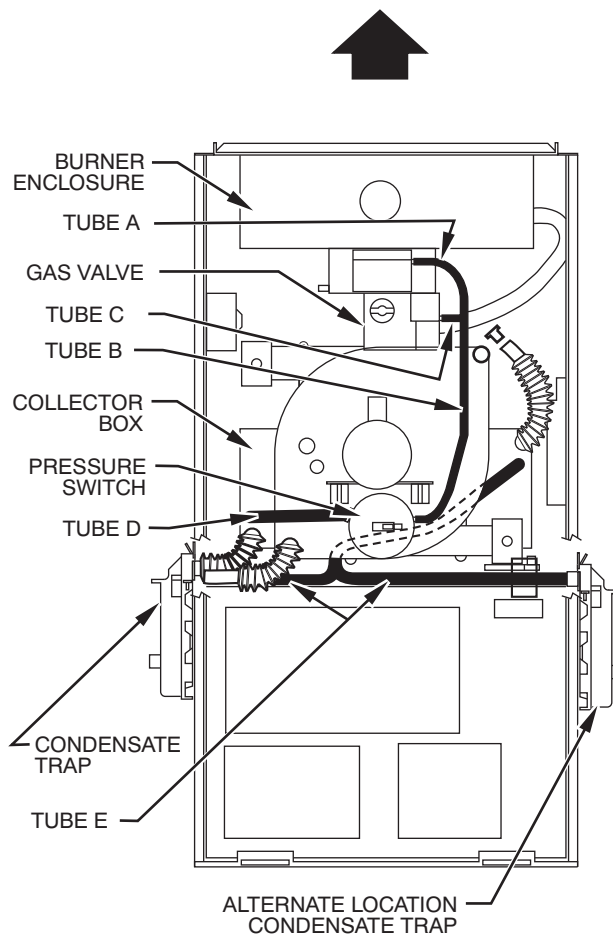 BURNER
ENCLOSURE
TUBE A
GAS VALVE
TUBE C
TUBE B
COLLECTOR
BOX
PRESSURE
SWITCH
TUBE D
CONDENSATE
TRAP
TUBE E
ALTERNATE LOCATION
CONDENSATE TRAP